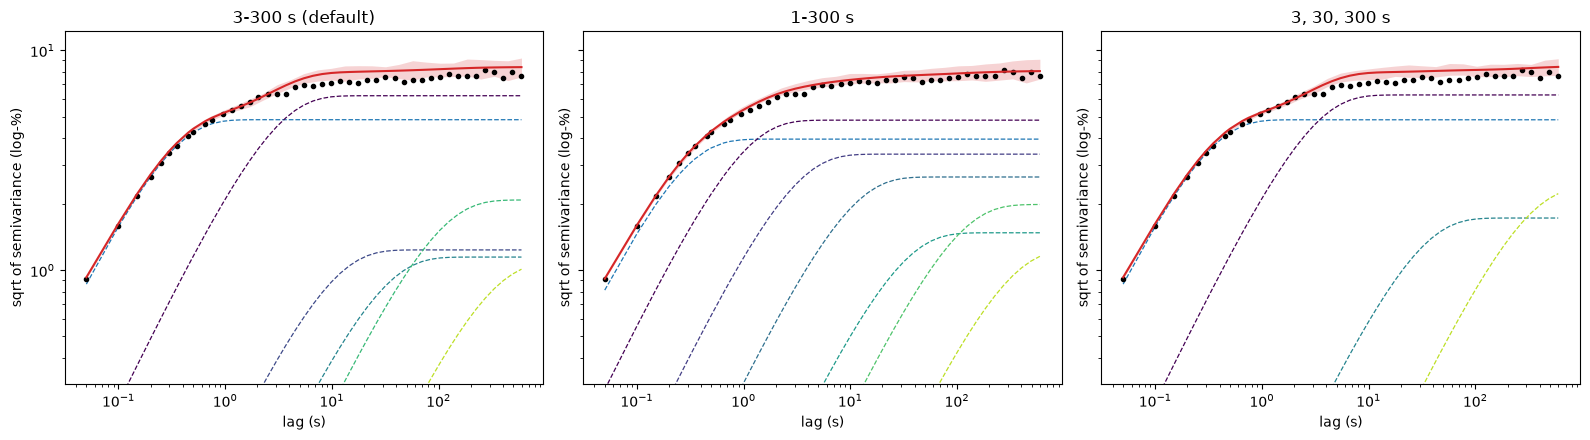 3-300 s (default)
1-300 s
3, 30, 300 s
sqrt of semivariance (log-%)
10¹
10⁰
10⁻¹
10⁰
10¹
10²
lag (s)
sqrt of semivariance (log-%)
10⁻¹
10⁰
10¹
10²
lag (s)
sqrt of semivariance (log-%)
10⁻¹
10⁰
10¹
10²
lag (s)